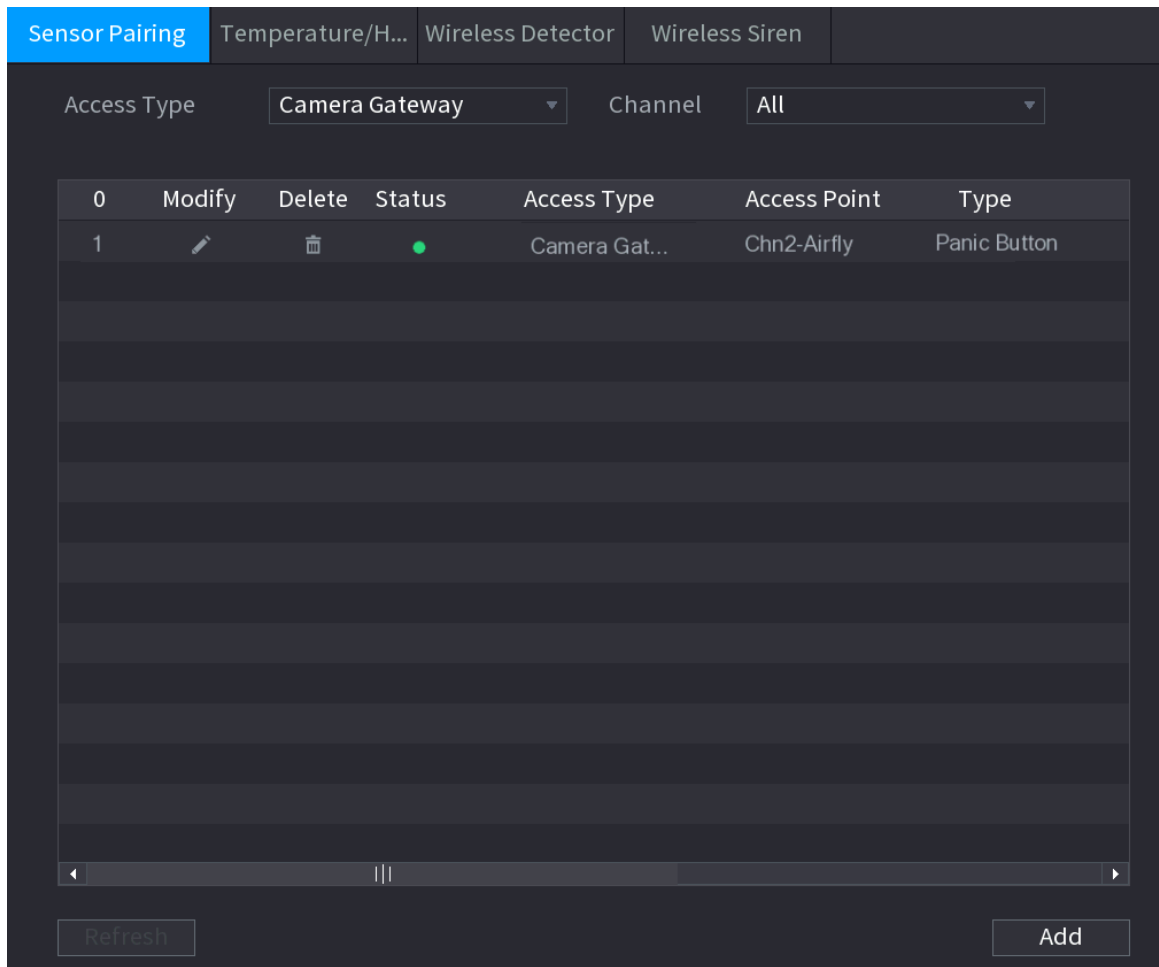 Sensor Pairing Temperature/H... Wireless Detector Wireless Siren
Access Type Camera Gateway Channel All
0 Modify Delete Status Access Type Access Point Type
1 Camera Gat... Chn2-Airfly Panic Button
Refresh Add